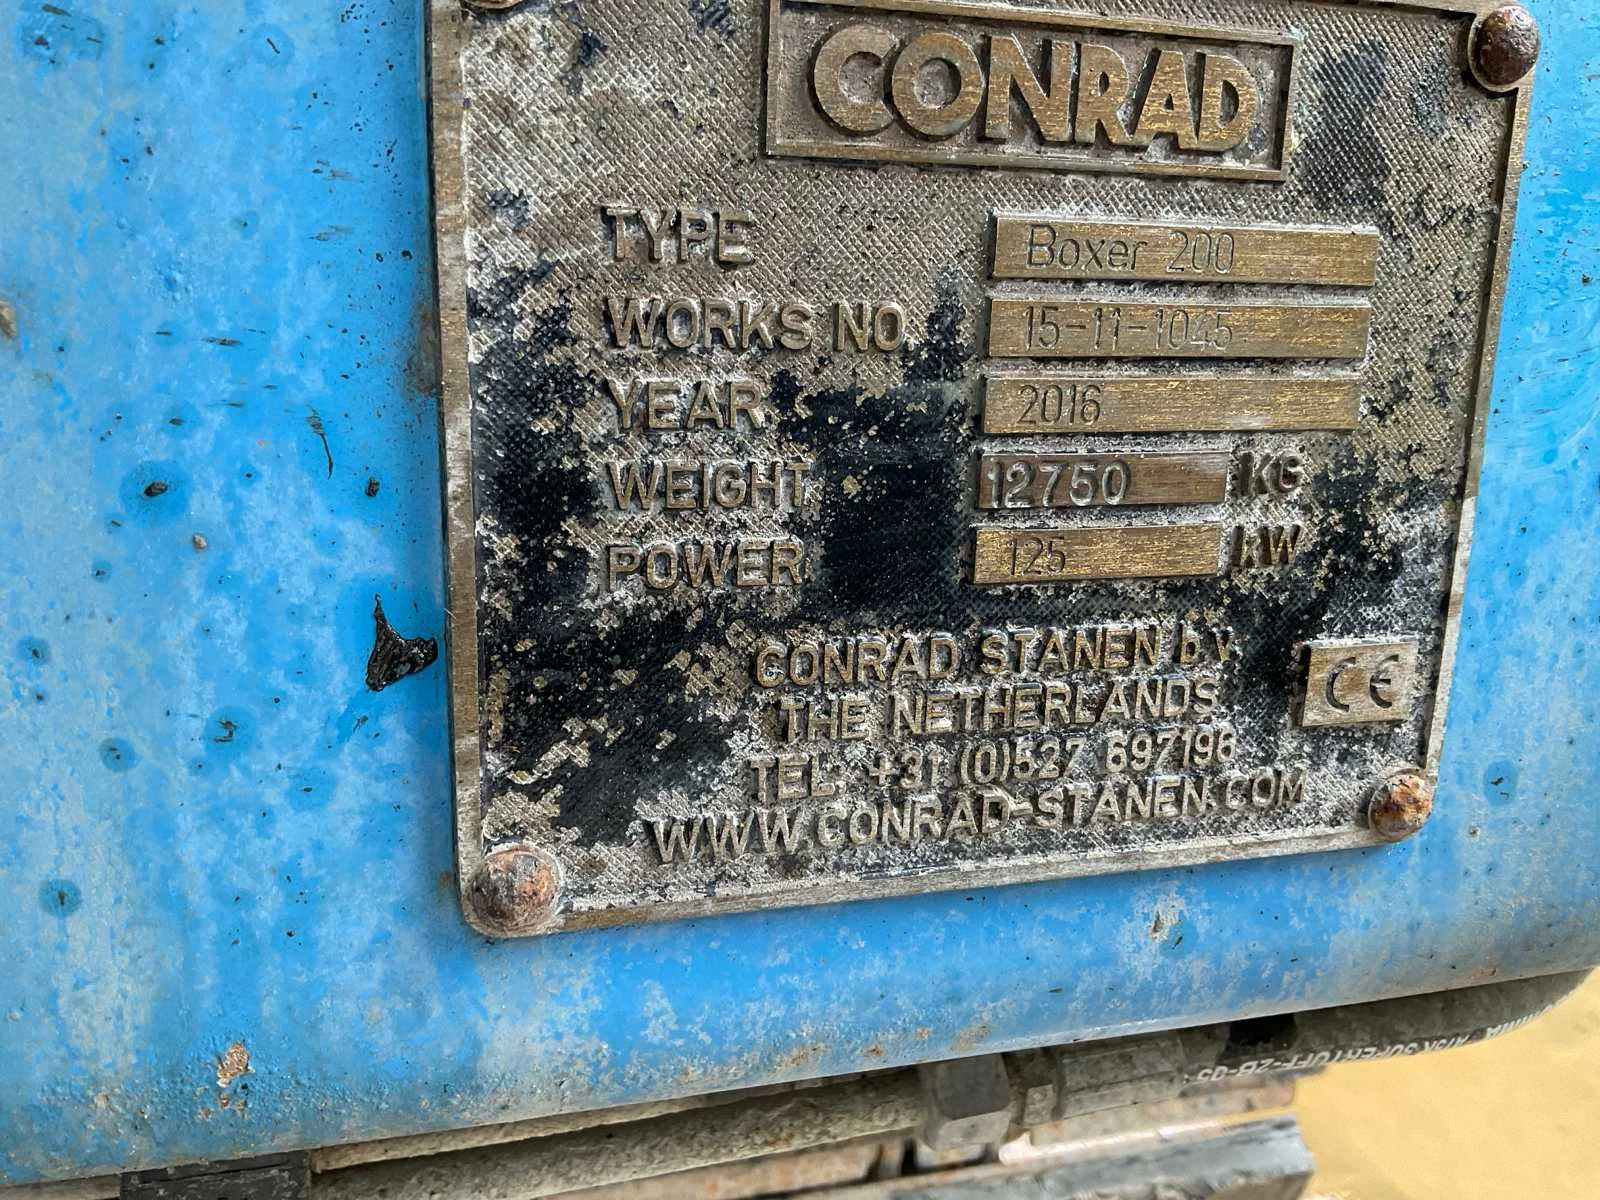 CONRAD
TYPE Boxer 200
WORKS NO 15-11-1045
YEAR 2016
WEIGHT 12750 KG
POWER 125 kW
CONRAD STANEN b.v.
THE NETHERLANDS
TEL. +31 (0)527 697196
WWW.CONRAD-STANEN.COM
CE